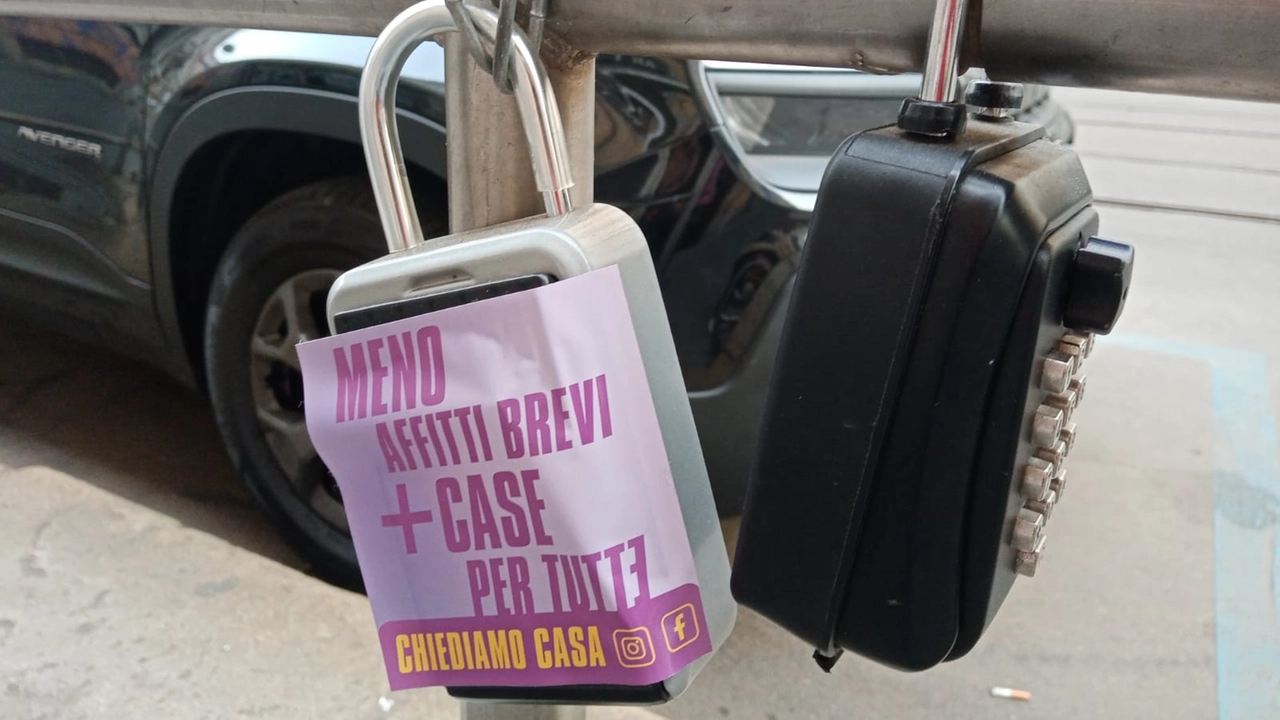 AVENGER
MENO
AFFITTI BREVI
+CASE
PER TUTTƎ
CHIEDIAMO CASA